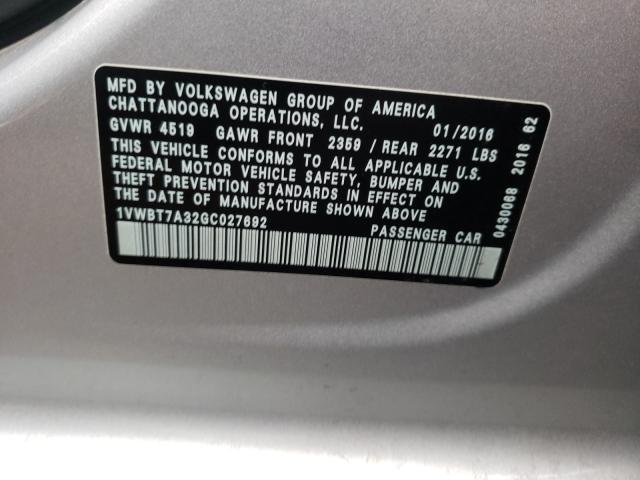 MFD BY VOLKSWAGEN GROUP OF AMERICA
CHATTANOOGA OPERATIONS, LLC. 01/2016
GVWR 4519 GAWR FRONT 2359 / REAR 2271 LBS
THIS VEHICLE CONFORMS TO ALL APPLICABLE U.S.
FEDERAL MOTOR VEHICLE SAFETY, BUMPER AND
THEFT PREVENTION STANDARDS IN EFFECT ON
THE DATE OF MANUFACTURE SHOWN ABOVE
1VWBT7A32GC027692 PASSENGER CAR
0430068 2016 62